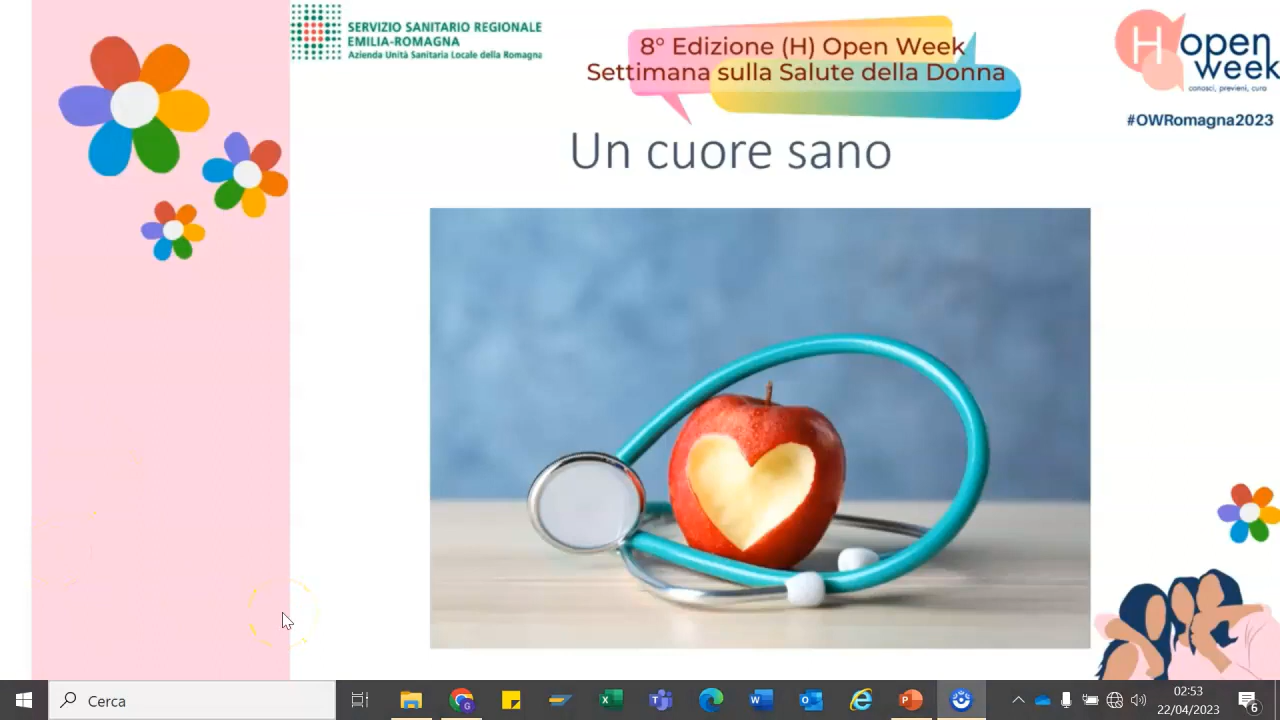 SERVIZIO SANITARIO REGIONALE
EMILIA-ROMAGNA
Azienda Unità Sanitaria Locale della Romagna
8° Edizione (H) Open Week
Settimana sulla Salute della Donna
H open
week
conosci, previeni, cura
#OWRomagna2023
Un cuore sano
Cerca
02:53
22/04/2023
6